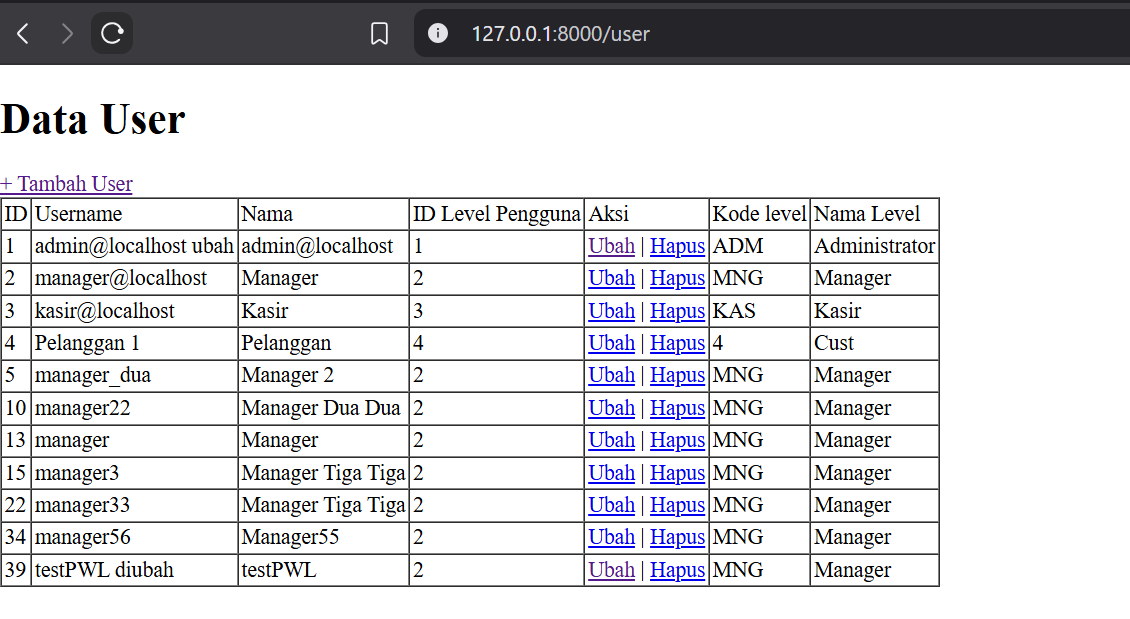 127.0.0.1:8000/user
Data User
+ Tambah User
ID Username Nama ID Level Pengguna Aksi Kode level Nama Level
1 admin@localhost ubah admin@localhost 1 Ubah | Hapus ADM Administrator
2 manager@localhost Manager 2 Ubah | Hapus MNG Manager
3 kasir@localhost Kasir 3 Ubah | Hapus KAS Kasir
4 Pelanggan 1 Pelanggan 4 Ubah | Hapus 4 Cust
5 manager_dua Manager 2 2 Ubah | Hapus MNG Manager
10 manager22 Manager Dua Dua 2 Ubah | Hapus MNG Manager
13 manager Manager 2 Ubah | Hapus MNG Manager
15 manager3 Manager Tiga Tiga 2 Ubah | Hapus MNG Manager
22 manager33 Manager Tiga Tiga 2 Ubah | Hapus MNG Manager
34 manager56 Manager55 2 Ubah | Hapus MNG Manager
39 testPWL diubah testPWL 2 Ubah | Hapus MNG Manager